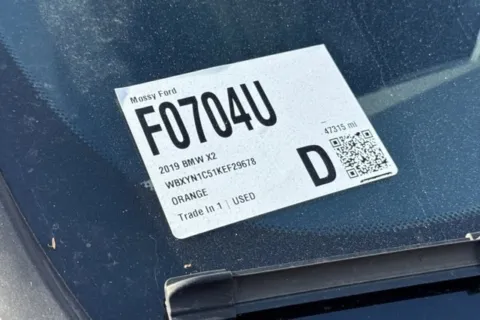 Mossy Ford
F0704U
47315 mi
2019 BMW X2
WBXYN1C51KEF29678
ORANGE
Trade In 1 | USED
D